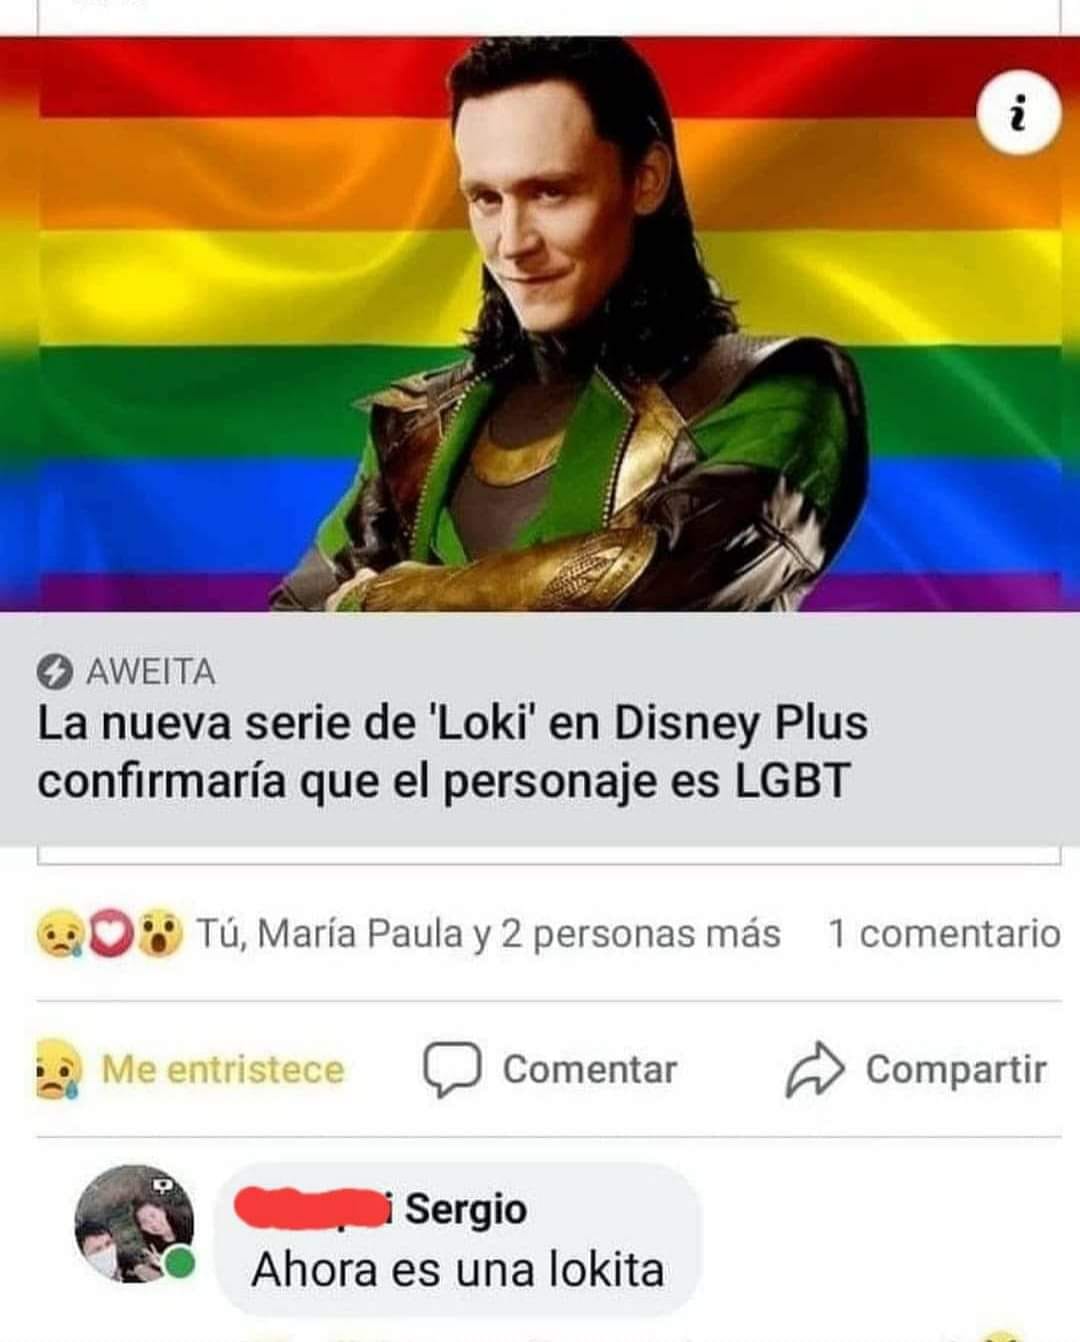 i
AWEITA
La nueva serie de 'Loki' en Disney Plus
confirmaría que el personaje es LGBT
Tú, María Paula y 2 personas más 1 comentario
Me entristece Comentar Compartir
Sergio
Ahora es una lokita